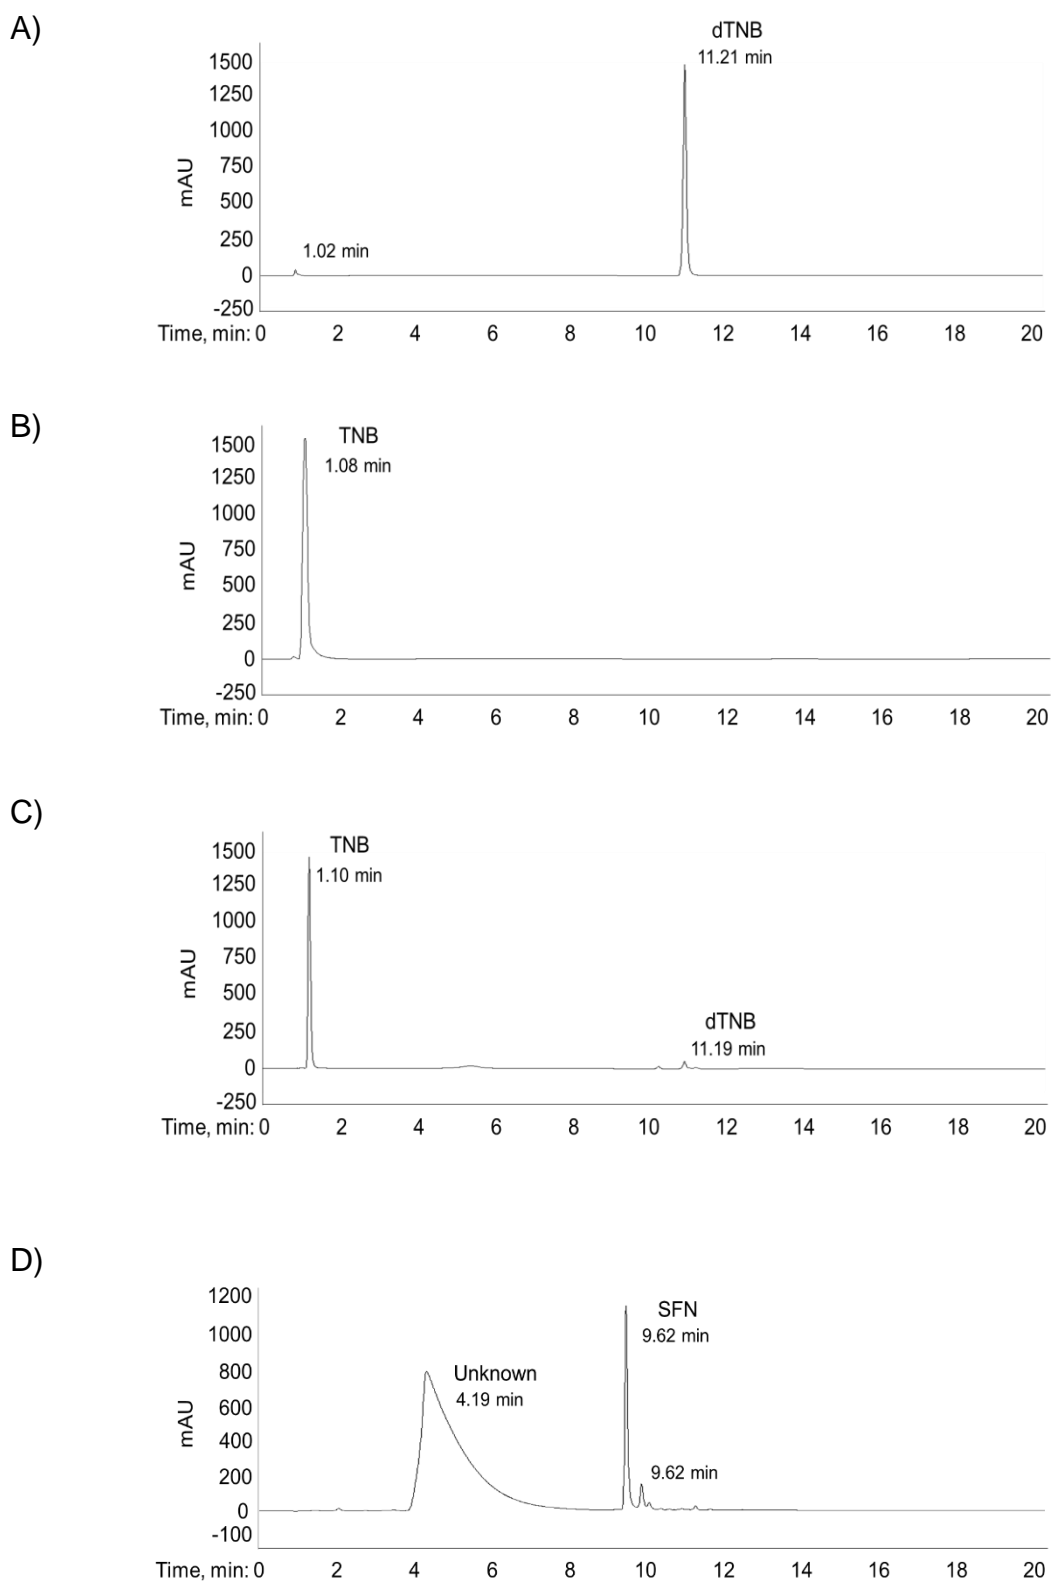 A)
dTNB
11.21 min
1500
1250
1000
750
500
250
0
-250
mAU
1.02 min
Time, min: 0 2 4 6 8 10 12 14 16 18 20
B)
TNB
1.08 min
1500
1250
1000
750
500
250
0
-250
mAU
Time, min: 0 2 4 6 8 10 12 14 16 18 20
C)
TNB
1.10 min
1500
1250
1000
750
500
250
0
-250
mAU
dTNB
11.19 min
Time, min: 0 2 4 6 8 10 12 14 16 18 20
D)
1200
1000
800
600
400
200
0
-100
mAU
SFN
9.62 min
Unknown
4.19 min
9.62 min
Time, min: 0 2 4 6 8 10 12 14 16 18 20